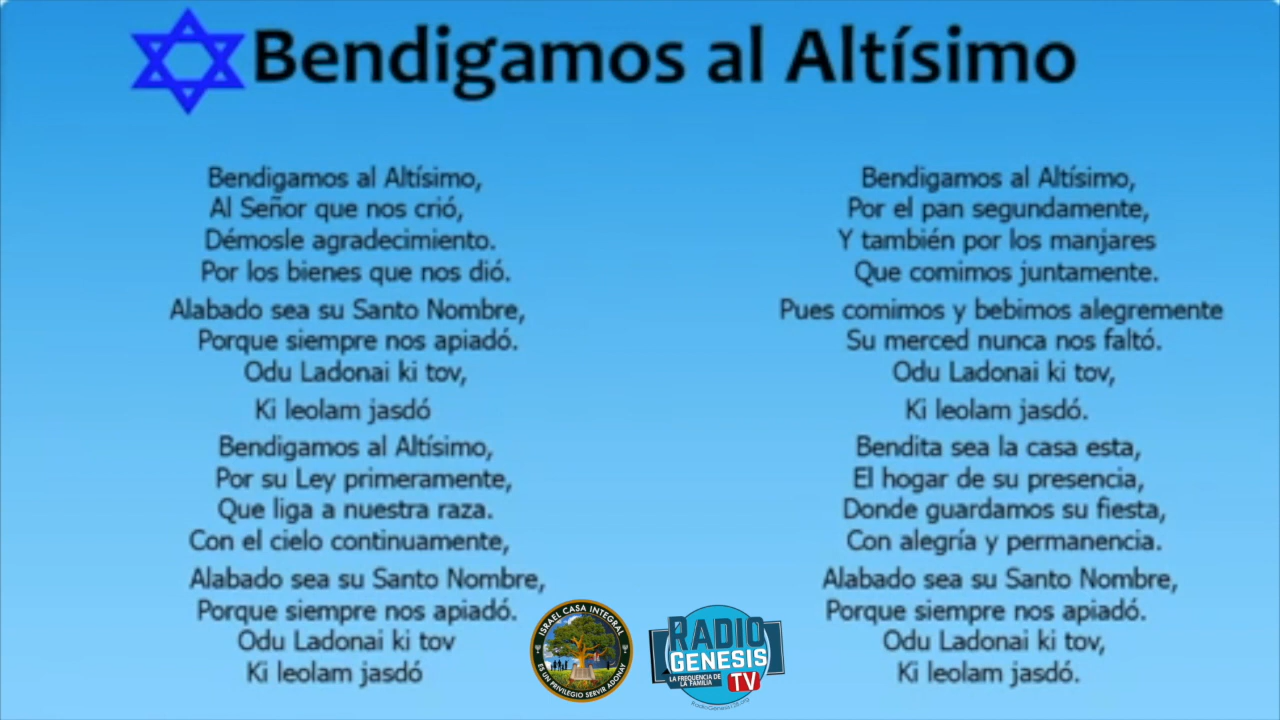 Bendigamos al Altísimo
Bendigamos al Altísimo,
Al Señor que nos crió,
Démosle agradecimiento.
Por los bienes que nos dió.
Alabado sea su Santo Nombre,
Porque siempre nos apiadó.
Odu Ladonai ki tov,
Ki leolam jasdó
Bendigamos al Altísimo,
Por su Ley primeramente,
Que liga a nuestra raza.
Con el cielo continuamente,
Alabado sea su Santo Nombre,
Porque siempre nos apiadó.
Odu Ladonai ki tov
Ki leolam jasdó
Bendigamos al Altísimo,
Por el pan segundamente,
Y también por los manjares
Que comimos juntamente.
Pues comimos y bebimos alegremente
Su merced nunca nos faltó.
Odu Ladonai ki tov,
Ki leolam jasdó.
Bendita sea la casa esta,
El hogar de su presencia,
Donde guardamos su fiesta,
Con alegría y permanencia.
Alabado sea su Santo Nombre,
Porque siempre nos apiadó.
Odu Ladonai ki tov,
Ki leolam jasdó.
ISRAEL CASA INTEGRAL
ES UN PRIVILEGIO SERVIR ADONAY
RADIO
GENESIS
LA FREQUENCIA DE
LA FAMILIA
TV